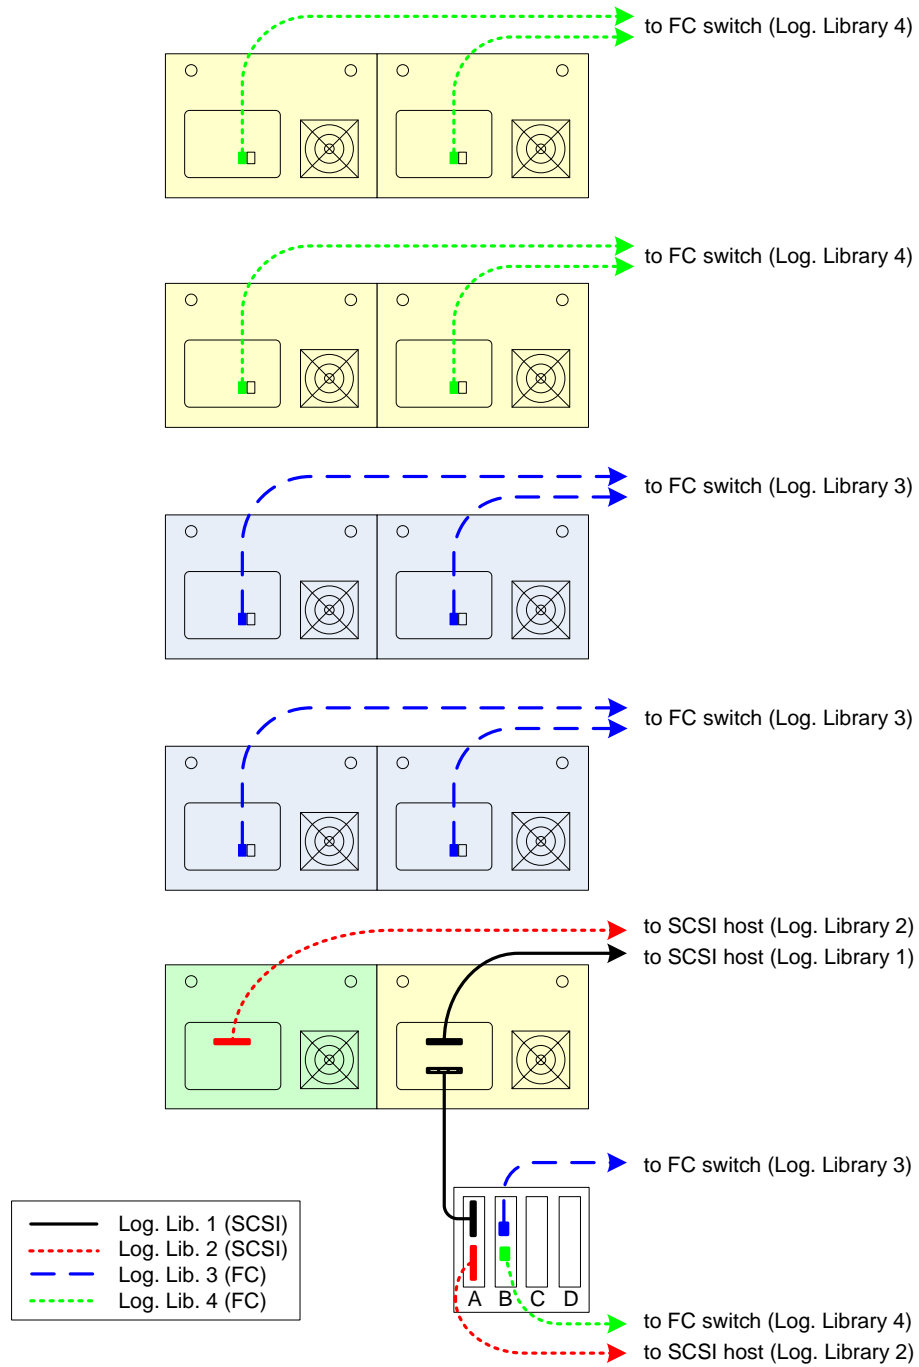 to FC switch (Log. Library 4)
to FC switch (Log. Library 4)
to FC switch (Log. Library 3)
to FC switch (Log. Library 3)
to SCSI host (Log. Library 2)
to SCSI host (Log. Library 1)
to FC switch (Log. Library 3)
Log. Lib. 1 (SCSI)
Log. Lib. 2 (SCSI)
Log. Lib. 3 (FC)
Log. Lib. 4 (FC)
A B C D
to FC switch (Log. Library 4)
to SCSI host (Log. Library 2)